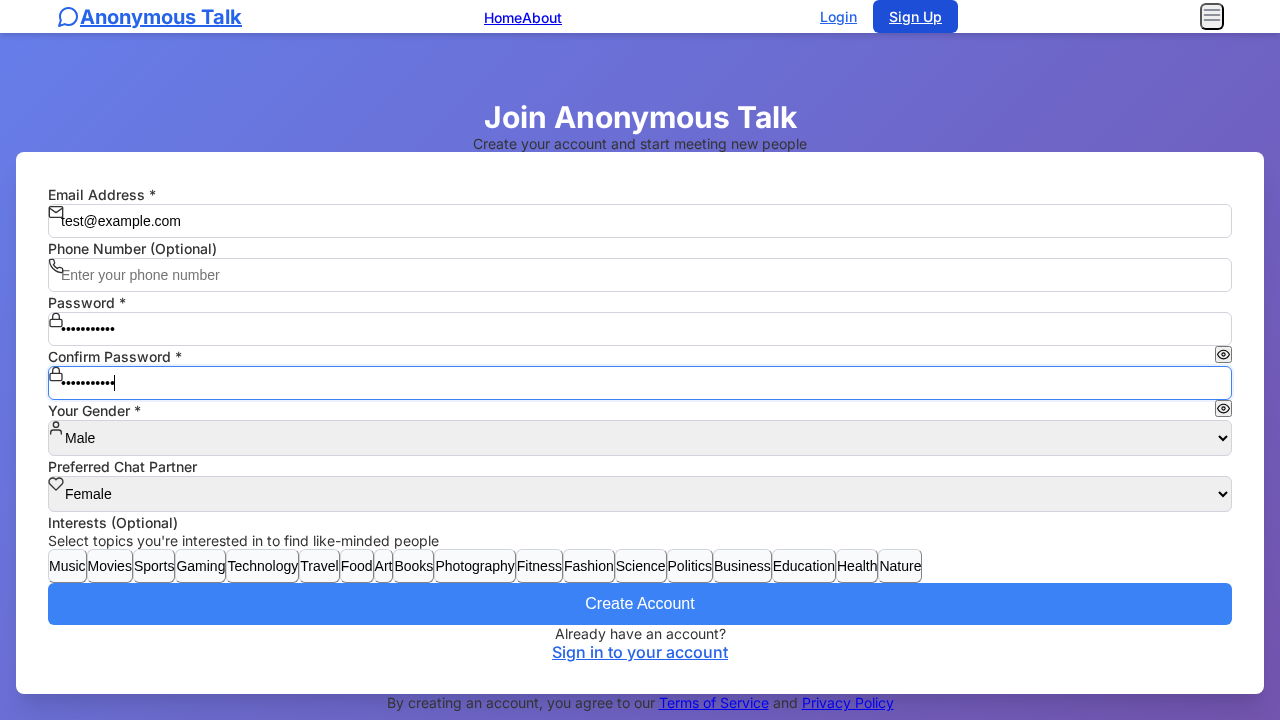 Anonymous Talk
Home About
Login
Sign Up
Join Anonymous Talk
Create your account and start meeting new people
Email Address *
test@example.com
Phone Number (Optional)
Enter your phone number
Password *
•••••••••••
Confirm Password *
•••••••••••
Your Gender *
Male
Preferred Chat Partner
Female
Interests (Optional)
Select topics you're interested in to find like-minded people
Music Movies Sports Gaming Technology Travel Food Art Books Photography Fitness Fashion Science Politics Business Education Health Nature
Create Account
Already have an account?
Sign in to your account
By creating an account, you agree to our Terms of Service and Privacy Policy